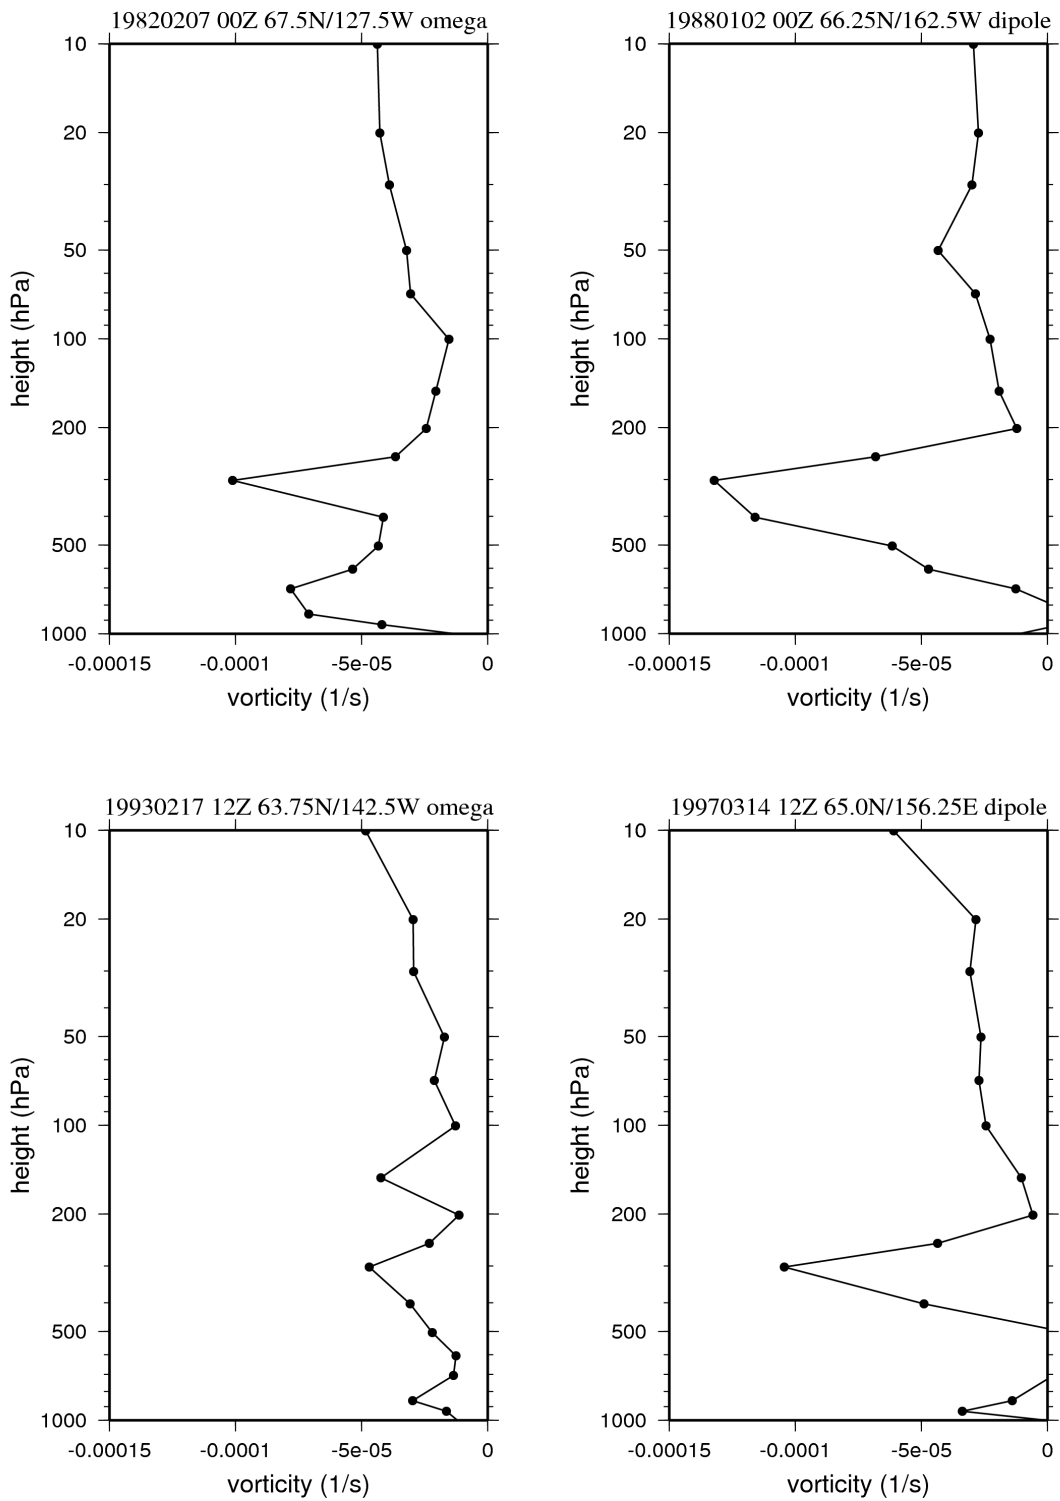 19820207 00Z 67.5N/127.5W omega
10
20
50
100
200
500
1000
height (hPa)
-0.00015 -0.0001 -5e-05 0
vorticity (1/s)
19880102 00Z 66.25N/162.5W dipole
10
20
50
100
200
500
1000
height (hPa)
-0.00015 -0.0001 -5e-05 0
vorticity (1/s)
19930217 12Z 63.75N/142.5W omega
10
20
50
100
200
500
1000
height (hPa)
-0.00015 -0.0001 -5e-05 0
vorticity (1/s)
19970314 12Z 65.0N/156.25E dipole
10
20
50
100
200
500
1000
height (hPa)
-0.00015 -0.0001 -5e-05 0
vorticity (1/s)